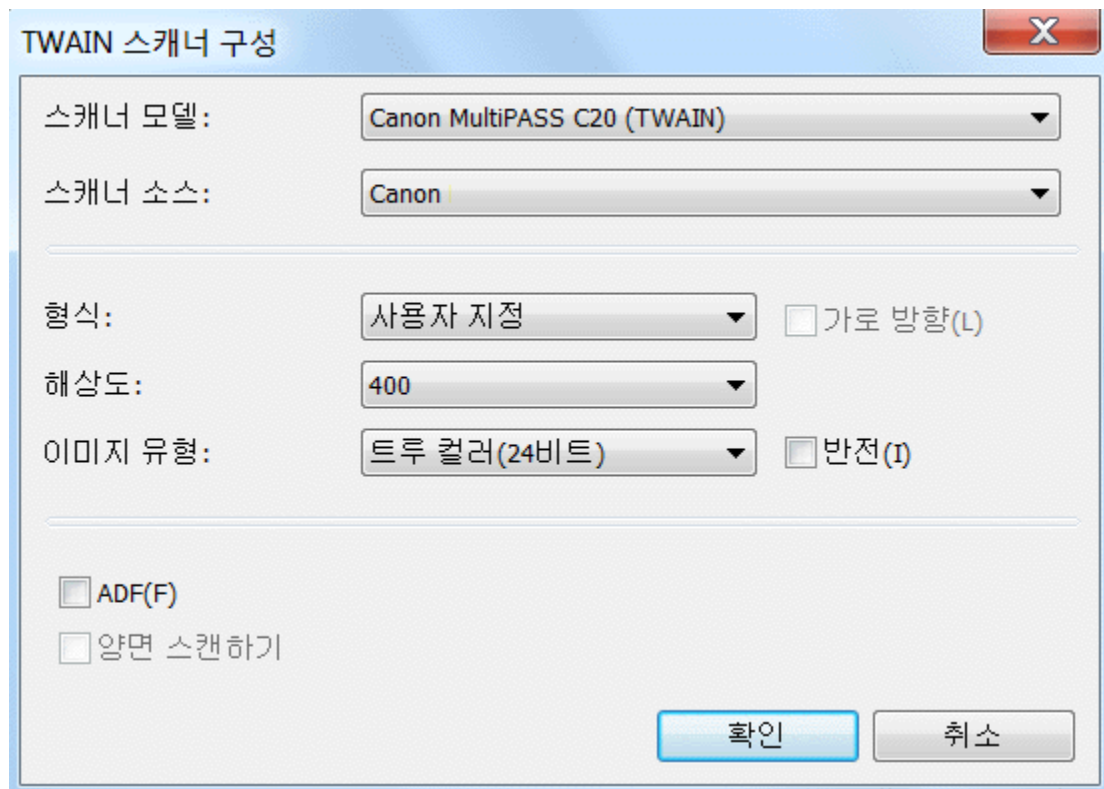 TWAIN 스캐너 구성
스캐너 모델: Canon MultiPASS C20 (TWAIN)
스캐너 소스: Canon
형식: 사용자 지정 가로 방향(L)
해상도: 400
이미지 유형: 트루 컬러(24비트) 반전(I)
ADF(F)
양면 스캔하기
확인 취소